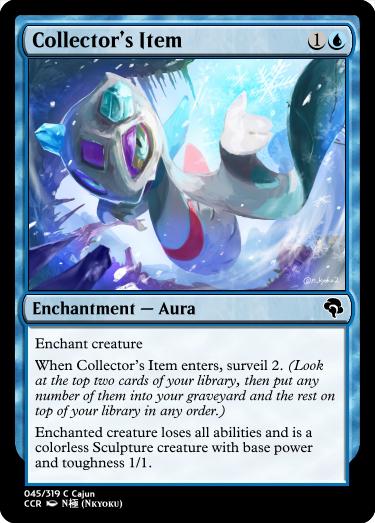 Collector's Item 1
Enchantment — Aura
Enchant creature
When Collector's Item enters, surveil 2. (Look
at the top two cards of your library, then put any
number of them into your graveyard and the rest on
top of your library in any order.)
Enchanted creature loses all abilities and is a
colorless Sculpture creature with base power
and toughness 1/1.
045/319 C Cajun
CCR N極 (Nkyoku)